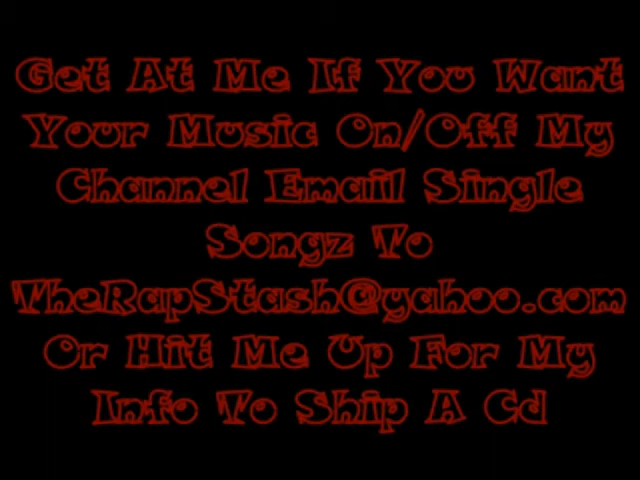 Get At Me If You Want
Your Music On/Off My
Channel Email Single
Songz To
TheRapStash@yahoo.com
Or Hit Me Up For My
Info To Ship A Cd